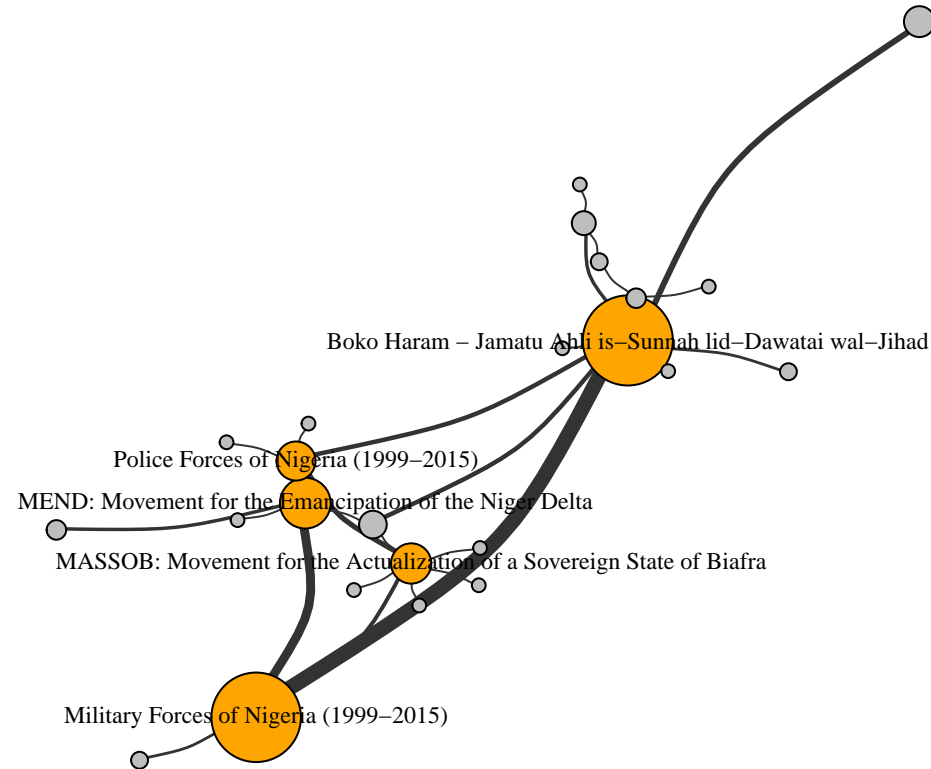 Boko Haram − Jamatu Ahli is−Sunnah lid−Dawatai wal−Jihad
Police Forces of Nigeria (1999−2015)
MEND: Movement for the Emancipation of the Niger Delta
MASSOB: Movement for the Actualization of a Sovereign State of Biafra
Military Forces of Nigeria (1999−2015)